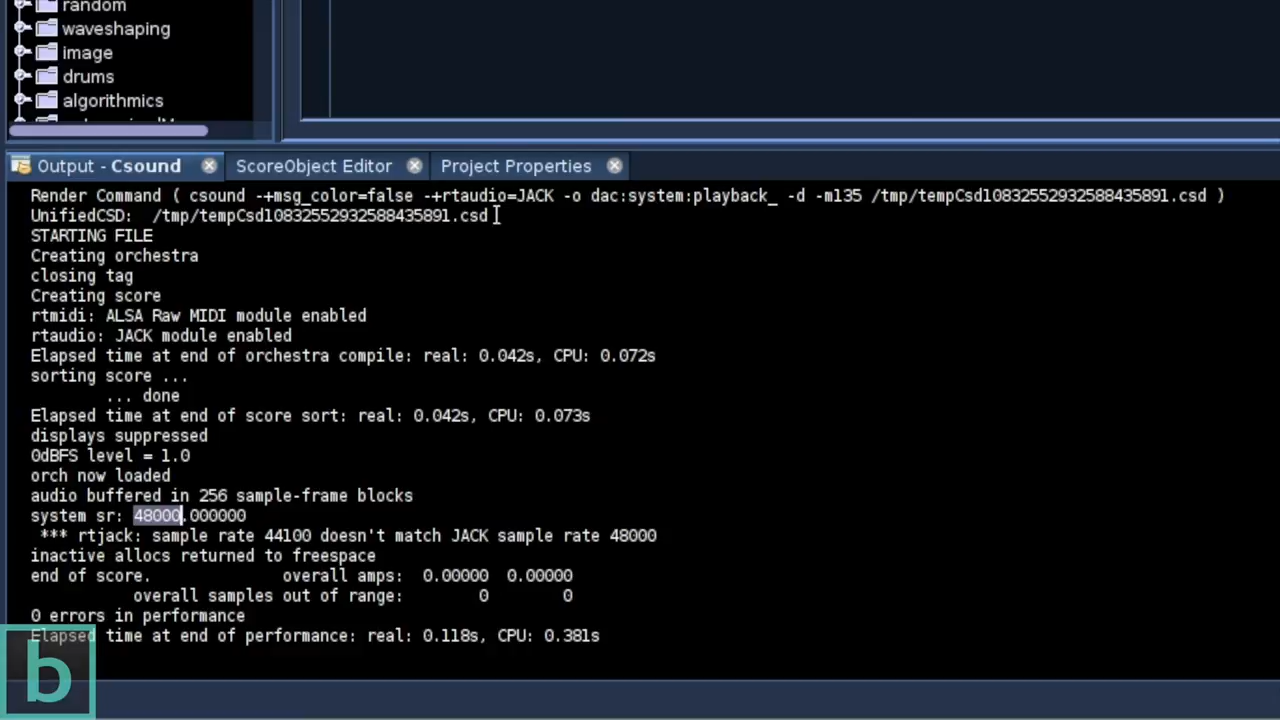 random
waveshaping
image
drums
algorithmics
Output - Csound
ScoreObject Editor
Project Properties
Render Command ( csound -+msg_color=false -+rtaudio=JACK -o dac:system:playback_ -d -m135 /tmp/tempCsd10832552932588435891.csd )
UnifiedCSD:  /tmp/tempCsd10832552932588435891.csd
STARTING FILE
Creating orchestra
closing tag
Creating score
rtmidi: ALSA Raw MIDI module enabled
rtaudio: JACK module enabled
Elapsed time at end of orchestra compile: real: 0.042s, CPU: 0.072s
sorting score ...
... done
Elapsed time at end of score sort: real: 0.042s, CPU: 0.073s
displays suppressed
0dBFS level = 1.0
orch now loaded
audio buffered in 256 sample-frame blocks
system sr: 48000.000000
*** rtjack: sample rate 44100 doesn't match JACK sample rate 48000
inactive allocs returned to freespace
end of score.              overall amps:  0.00000  0.00000
overall samples out of range:        0        0
0 errors in performance
Elapsed time at end of performance: real: 0.118s, CPU: 0.381s
b